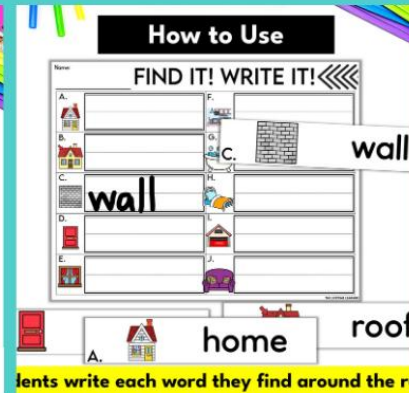 How to Use
Name:
FIND IT! WRITE IT!
A.
F.
B.
G.
C. wall
C. wall
H.
D.
I.
E.
J.
A. home
roof
dents write each word they find around the r